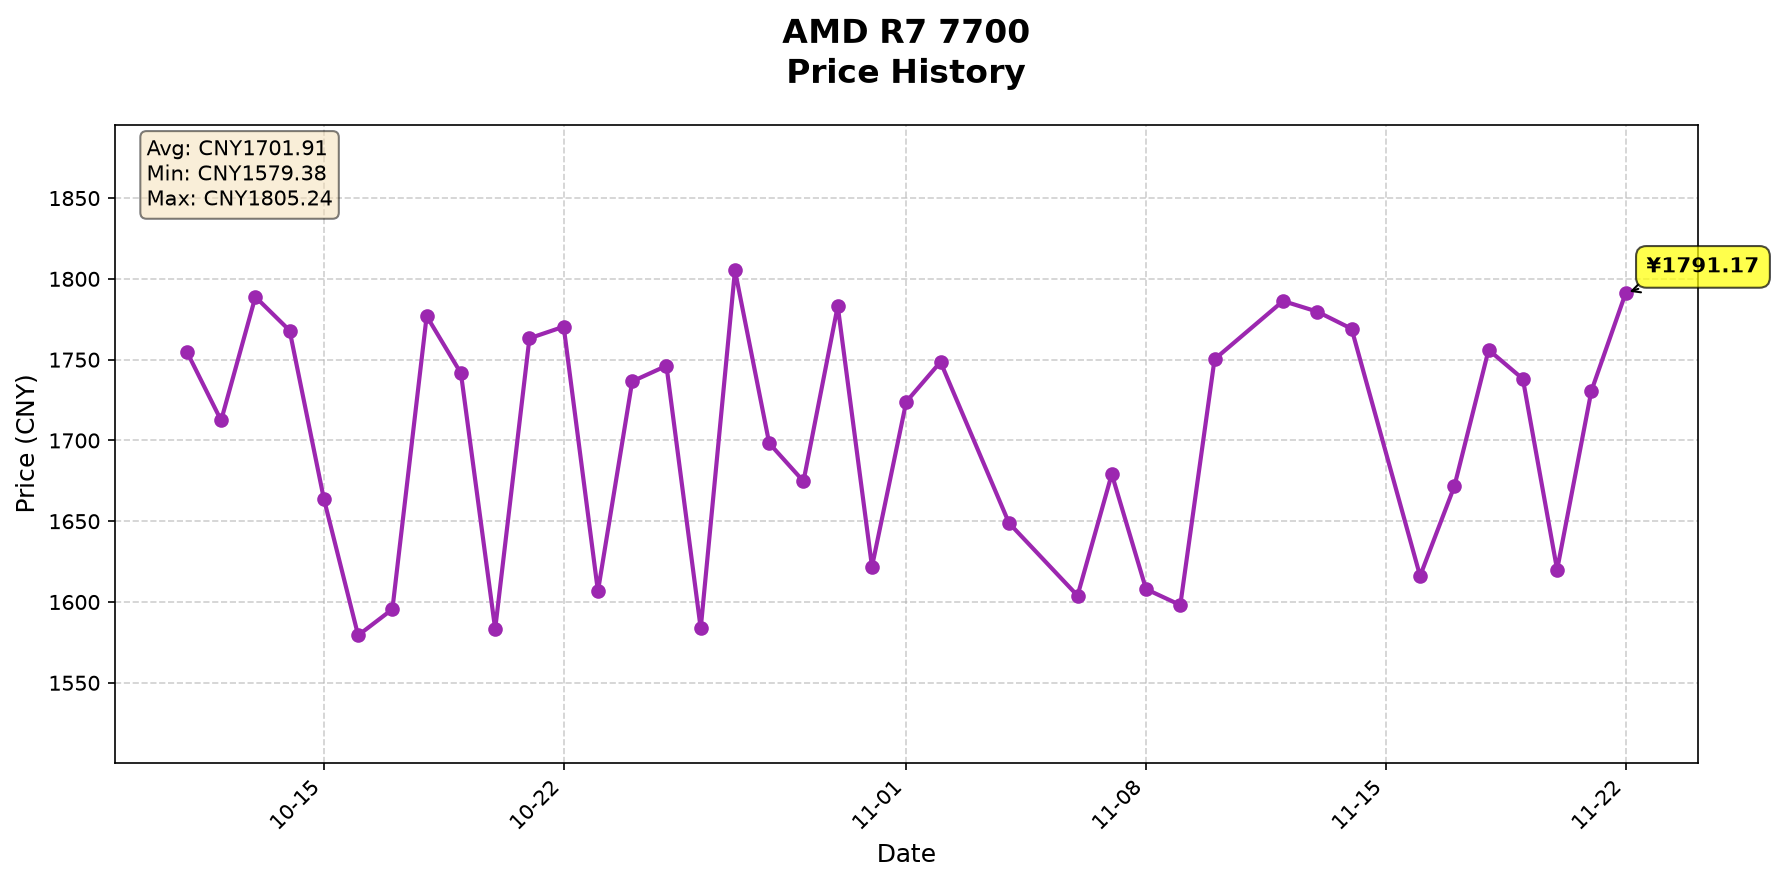 AMD R7 7700
Price History
Avg: CNY1701.91
Min: CNY1579.38
Max: CNY1805.24
¥1791.17
Price (CNY)
1850
1800
1750
1700
1650
1600
1550
10-15
10-22
11-01
11-08
11-15
11-22
Date